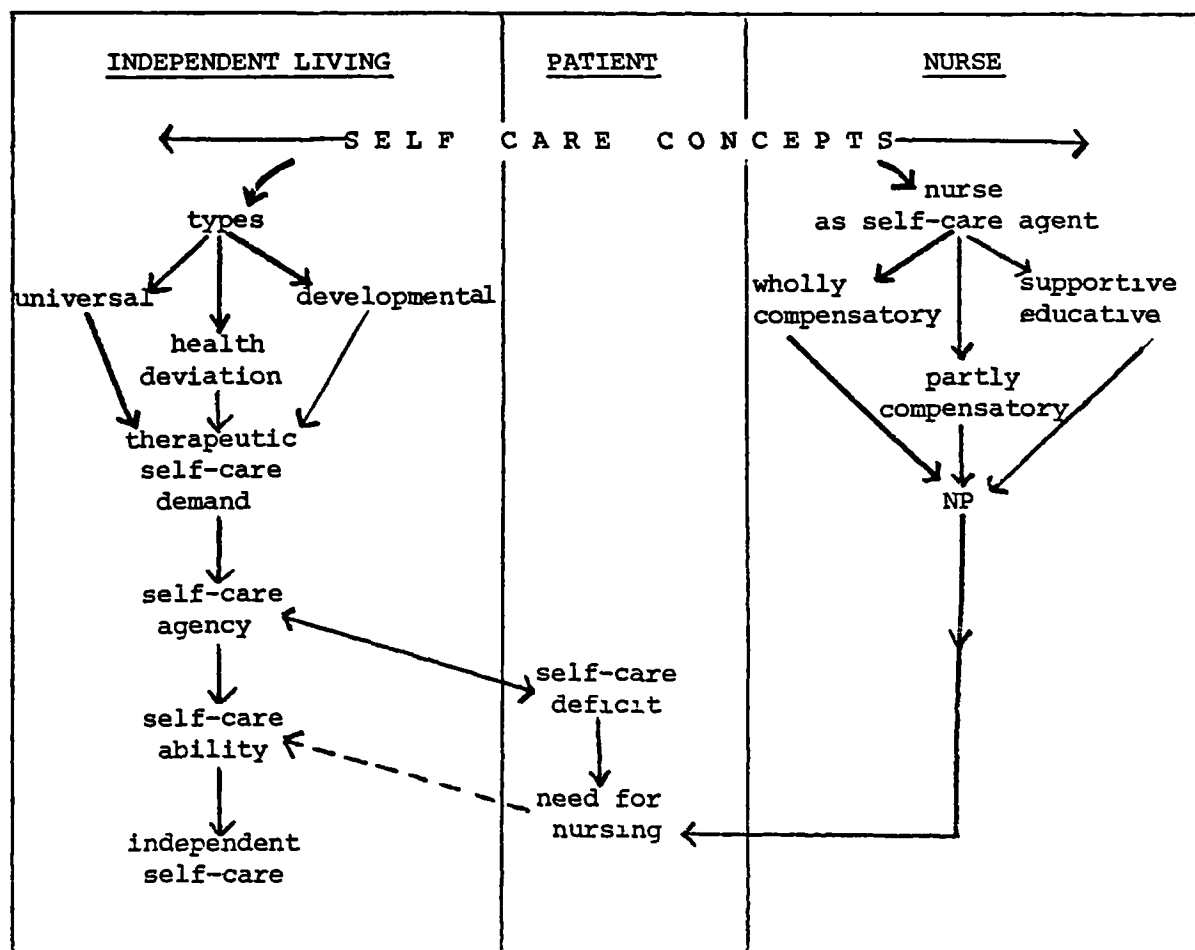 INDEPENDENT LIVING
PATIENT
NURSE
SELF CARE CONCEPTS
types
universal
developmental
health
deviation
therapeutic
self-care
demand
self-care
agency
self-care
ability
independent
self-care
self-care
deficit
need for
nursing
nurse
as self-care agent
wholly
compensatory
supportive
educative
partly
compensatory
NP